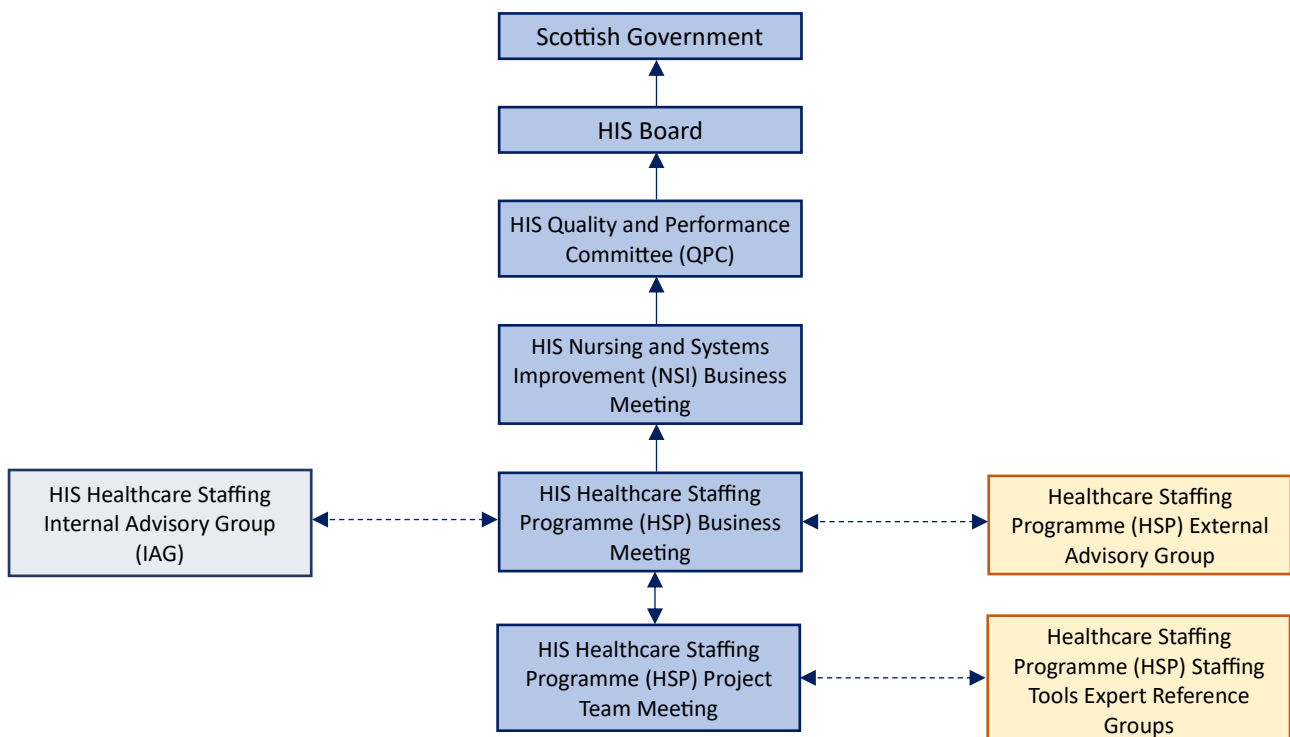 Scottish Government
HIS Board
HIS Quality and Performance
Committee (QPC)
HIS Nursing and Systems
Improvement (NSI) Business
Meeting
HIS Healthcare Staffing
Internal Advisory Group
(IAG)
HIS Healthcare Staffing
Programme (HSP) Business
Meeting
Healthcare Staffing
Programme (HSP) External
Advisory Group
HIS Healthcare Staffing
Programme (HSP) Project
Team Meeting
Healthcare Staffing
Programme (HSP) Staffing
Tools Expert Reference
Groups